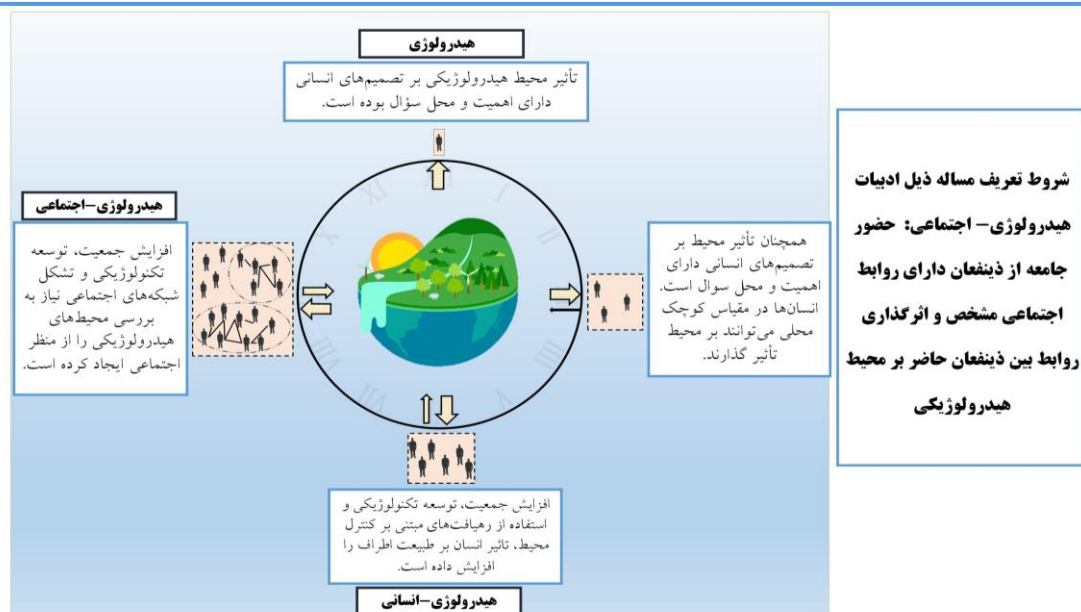 هیدرولوژی
تأثیر محیط هیدرولوژیکی بر تصمیم‌های انسانی
دارای اهمیت و محل سؤال بوده است.
همچنان تأثیر محیط بر
تصمیم‌های انسانی دارای
اهمیت و محل سوال است.
انسان‌ها در مقیاس کوچک
محلی می‌توانند بر محیط
تأثیر گذارند.
افزایش جمعیت، توسعه تکنولوژیکی و
استفاده از رهیافت‌های مبتنی بر کنترل
محیط، تاثیر انسان بر طبیعت اطراف را
افزایش داده است.
هیدرولوژی-انسانی
هیدرولوژی-اجتماعی
افزایش جمعیت، توسعه
تکنولوژیکی و تشکل
شبکه‌های اجتماعی نیاز به
بررسی محیط‌های
هیدرولوژیکی را از منظر
اجتماعی ایجاد کرده است.
شروط تعریف مساله ذیل ادبیات
هیدرولوژی- اجتماعی: حضور
جامعه از ذینفعان دارای روابط
اجتماعی مشخص و اثرگذاری
روابط بین ذینفعان حاضر بر محیط
هیدرولوژیکی
I
II
IIII
V
VII
VIII
X
XI